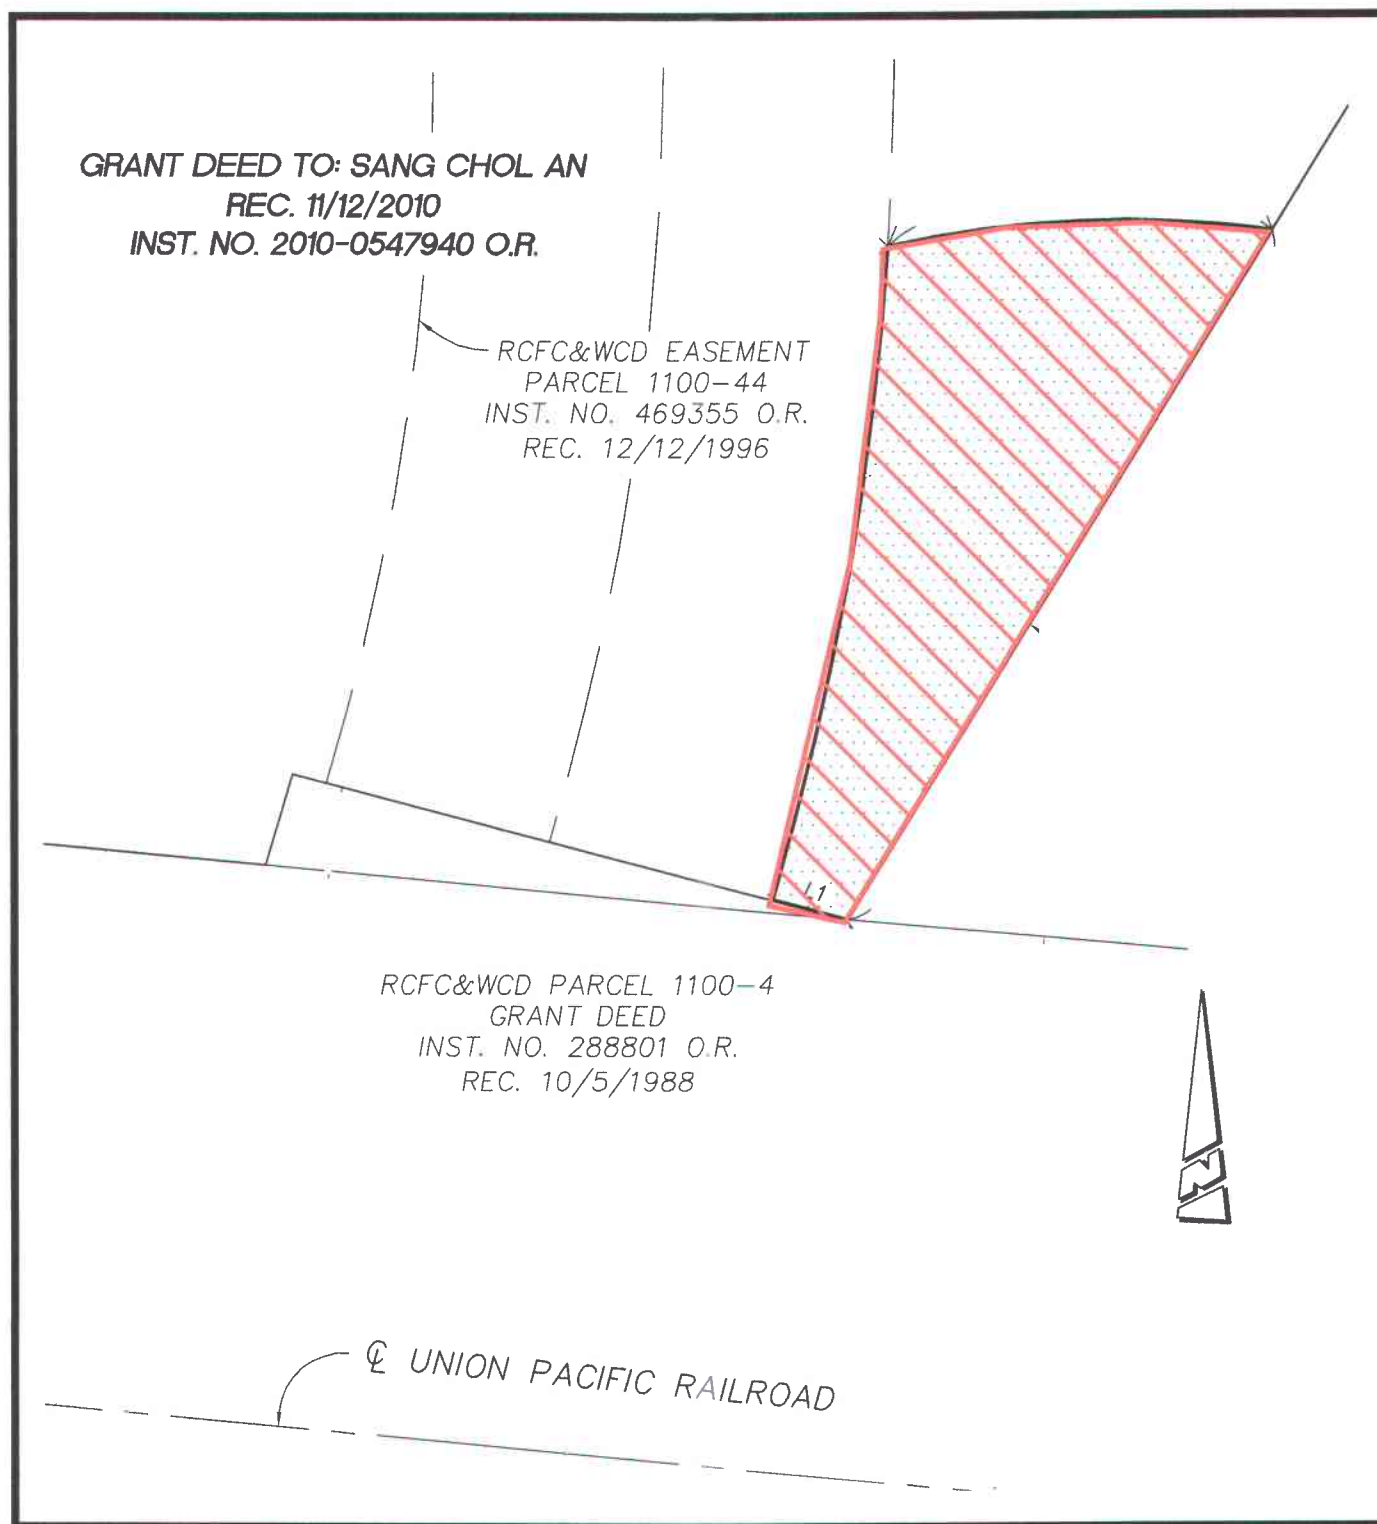 GRANT DEED TO: SANG CHOL AN
REC. 11/12/2010
INST. NO. 2010-0547940 O.R.
RCFC&WCD EASEMENT
PARCEL 1100-44
INST. NO. 469355 O.R.
REC. 12/12/1996
L1
RCFC&WCD PARCEL 1100-4
GRANT DEED
INST. NO. 288801 O.R.
REC. 10/5/1988
N
℄ UNION PACIFIC RAILROAD